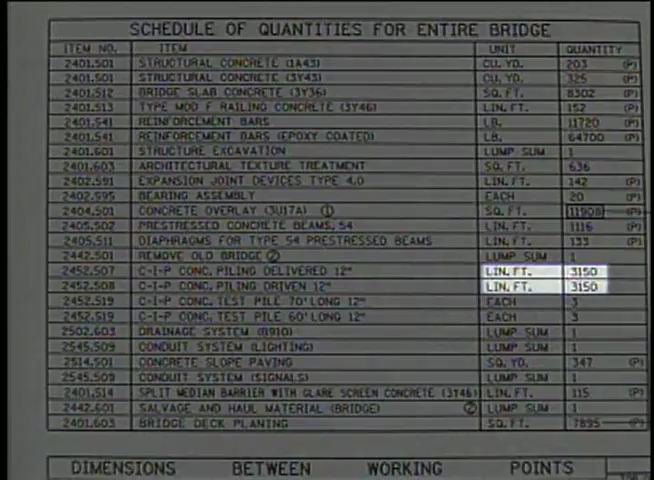 SCHEDULE OF QUANTITIES FOR ENTIRE BRIDGE
ITEM NO. ITEM UNIT QUANTITY
2401.501 STRUCTURAL CONCRETE (1A43) CU. YD. 203 (P)
2401.501 STRUCTURAL CONCRETE (3Y43) CU. YD. 325 (P)
2401.512 BRIDGE SLAB CONCRETE (3Y36) SQ. FT. 8302 (P)
2401.513 TYPE MOD F RAILING CONCRETE (3Y46) LIN. FT. 152 (P)
2401.541 REINFORCEMENT BARS LB. 11720 (P)
2401.541 REINFORCEMENT BARS (EPOXY COATED) LB. 64700 (P)
2401.601 STRUCTURE EXCAVATION LUMP SUM 1
2401.603 ARCHITECTURAL TEXTURE TREATMENT SQ. FT. 636
2402.591 EXPANSION JOINT DEVICES TYPE 4.0 LIN. FT. 142 (P)
2402.595 BEARING ASSEMBLY EACH 20 (P)
2404.501 CONCRETE OVERLAY (3U17A) ① SQ. FT. 11908 (P)
2405.502 PRESTRESSED CONCRETE BEAMS, 54 LIN. FT. 1116 (P)
2405.511 DIAPHRAGMS FOR TYPE 54 PRESTRESSED BEAMS LIN. FT. 133 (P)
2442.501 REMOVE OLD BRIDGE ② LUMP SUM 1
2452.507 C-I-P CONC. PILING DELIVERED 12" LIN. FT. 3150
2452.508 C-I-P CONC. PILING DRIVEN 12" LIN. FT. 3150
2452.519 C-I-P CONC. TEST PILE 70' LONG 12" EACH 3
2452.519 C-I-P CONC. TEST PILE 60' LONG 12" EACH 3
2502.603 DRAINAGE SYSTEM (B910) LUMP SUM 1
2545.509 CONDUIT SYSTEM (LIGHTING) LUMP SUM 1
2514.501 CONCRETE SLOPE PAVING SQ. YD. 347 (P)
2545.509 CONDUIT SYSTEM (SIGNALS) LUMP SUM 1
2401.514 SPLIT MEDIAN BARRIER WITH GLARE SCREEN CONCRETE (3Y46) LIN. FT. 115 (P)
2442.601 SALVAGE AND HAUL MATERIAL (BRIDGE) ② LUMP SUM 1
2401.603 BRIDGE DECK PLANING SQ. FT. 7895 (P)
DIMENSIONS BETWEEN WORKING POINTS